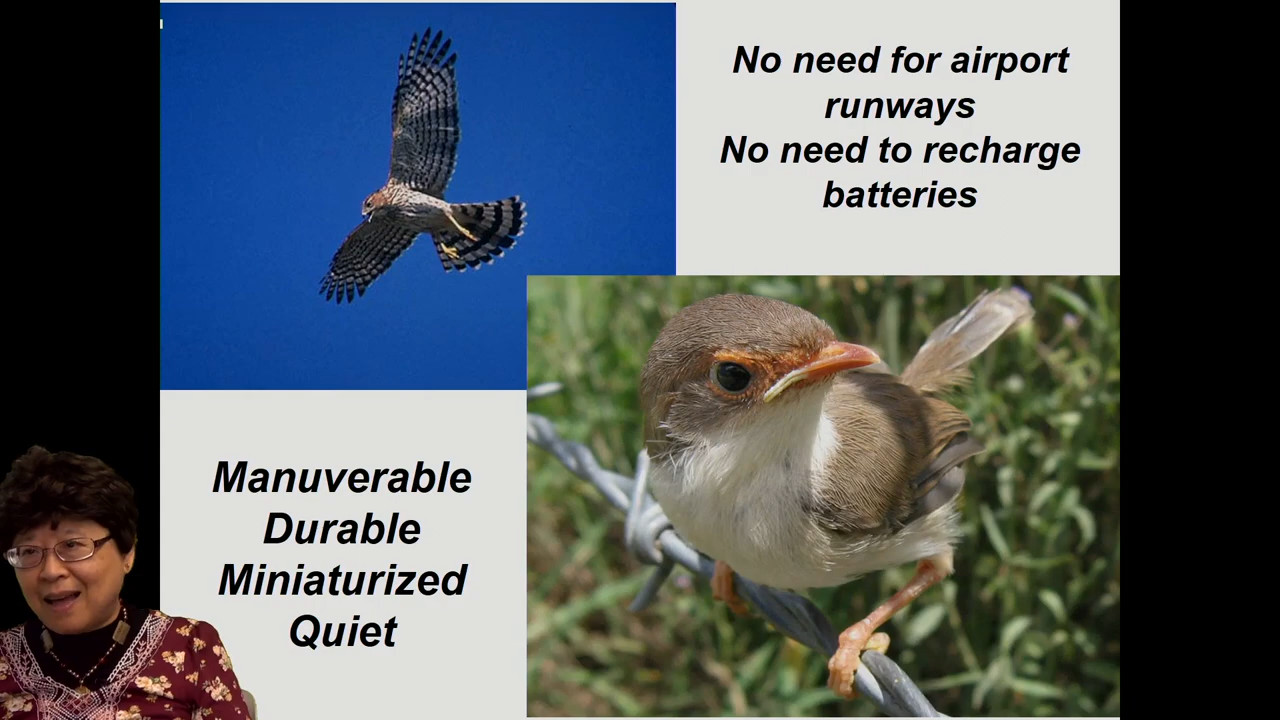 No need for airport
runways
No need to recharge
batteries
Manuverable
Durable
Miniaturized
Quiet